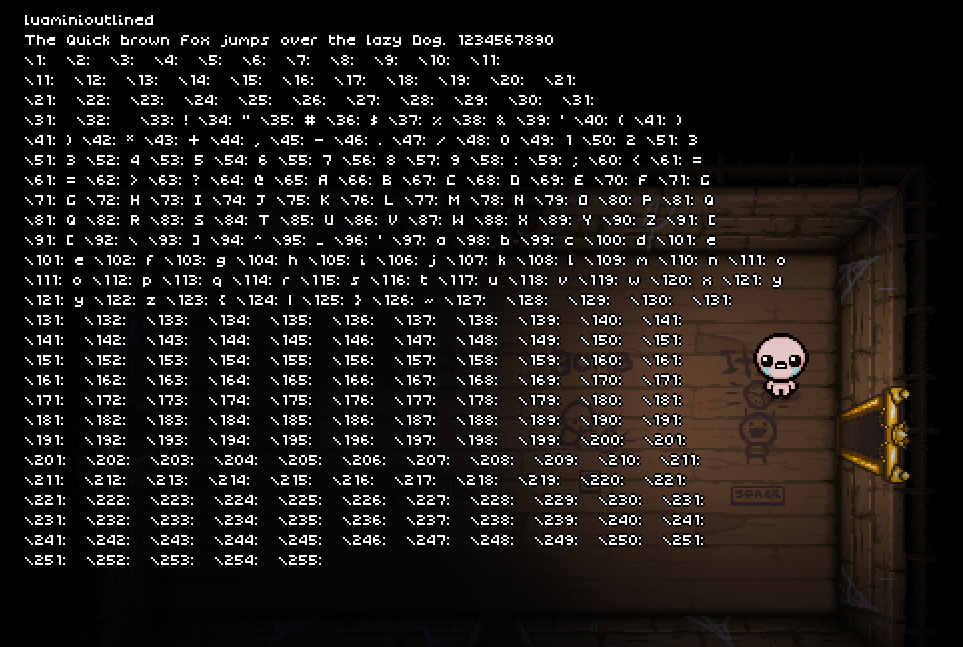 luaminioutlined
The Quick brown Fox jumps over the lazy Dog. 1234567890
\1: \2: \3: \4: \5: \6: \7: \8: \9: \10: \11:
\11: \12: \13: \14: \15: \16: \17: \18: \19: \20: \21:
\21: \22: \23: \24: \25: \26: \27: \28: \29: \30: \31:
\31: \32:   \33: ! \34: " \35: # \36: $ \37: % \38: & \39: ' \40: ( \41: )
\41: ) \42: * \43: + \44: , \45: - \46: . \47: / \48: 0 \49: 1 \50: 2 \51: 3
\51: 3 \52: 4 \53: 5 \54: 6 \55: 7 \56: 8 \57: 9 \58: : \59: ; \60: < \61: =
\61: = \62: > \63: ? \64: @ \65: A \66: B \67: C \68: D \69: E \70: F \71: G
\71: G \72: H \73: I \74: J \75: K \76: L \77: M \78: N \79: O \80: P \81: Q
\81: Q \82: R \83: S \84: T \85: U \86: V \87: W \88: X \89: Y \90: Z \91: [
\91: [ \92: \ \93: ] \94: ^ \95: _ \96: ' \97: a \98: b \99: c \100: d \101: e
\101: e \102: f \103: g \104: h \105: i \106: j \107: k \108: l \109: m \110: n \111: o
\111: o \112: p \113: q \114: r \115: s \116: t \117: u \118: v \119: w \120: x \121: y
\121: y \122: z \123: { \124: | \125: } \126: ~ \127: \128: \129: \130: \131:
\131: \132: \133: \134: \135: \136: \137: \138: \139: \140: \141:
\141: \142: \143: \144: \145: \146: \147: \148: \149: \150: \151:
\151: \152: \153: \154: \155: \156: \157: \158: \159: \160: \161:
\161: \162: \163: \164: \165: \166: \167: \168: \169: \170: \171:
\171: \172: \173: \174: \175: \176: \177: \178: \179: \180: \181:
\181: \182: \183: \184: \185: \186: \187: \188: \189: \190: \191:
\191: \192: \193: \194: \195: \196: \197: \198: \199: \200: \201:
\201: \202: \203: \204: \205: \206: \207: \208: \209: \210: \211:
\211: \212: \213: \214: \215: \216: \217: \218: \219: \220: \221:
\221: \222: \223: \224: \225: \226: \227: \228: \229: \230: \231:
\231: \232: \233: \234: \235: \236: \237: \238: \239: \240: \241:
\241: \242: \243: \244: \245: \246: \247: \248: \249: \250: \251:
\251: \252: \253: \254: \255:
SPACE